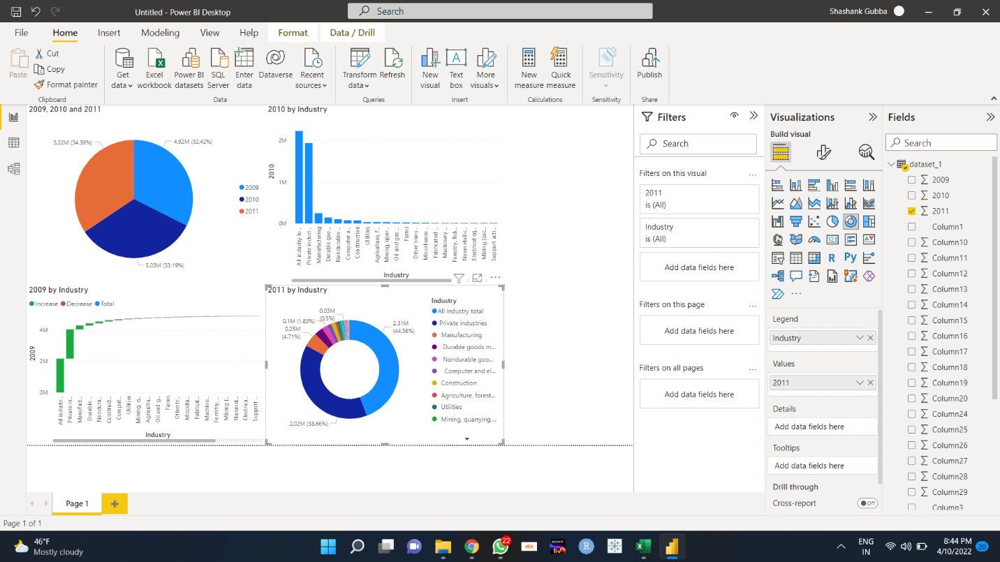 Untitled - Power BI Desktop
Search
Shashank Gubba
File
Home
Insert
Modeling
View
Help
Format
Data / Drill
Paste
Cut
Copy
Format painter
Clipboard
Get data
Excel workbook
Power BI datasets
SQL Server
Enter data
Dataverse
Recent sources
Data
Transform data
Refresh
Queries
New visual
Text box
More visuals
Insert
New measure
Quick measure
Calculations
Sensitivity
Sensitivity
Publish
Share
2009, 2010 and 2011
5.22M (34.39%)
4.92M (32.42%)
5.03M (33.19%)
2009
2010
2011
2010 by Industry
2010
2M
1M
0M
All industry to...
Private indust...
Manufacturing
Durable goo...
Nondurable ...
Computer a...
Construction
Utilities
Agriculture, f...
Mining, quar...
Oil and gas ...
Farms
Other trans...
Miscellaneo...
Fabricated ...
Machinery ...
Forestry, fish...
Nonmetallic...
Electrical eq...
Mining (exc...
Support acti...
Industry
2009 by Industry
Increase
Decrease
Total
2009
4M
2M
0M
All industr...
Private in...
Manufact...
Durable ...
Nondura...
Construct...
Comput...
Utilities
Mining, q...
Agricultu...
Oil and g...
Farms
Other tr...
Miscella...
Fabricat...
Machine...
Forestry, ...
Mining (...
Nonmet...
Electrica...
Support ...
Industry
2011 by Industry
0.03M (0.5%)
0.1M (1.83%)
0.25M (4.71%)
2.31M (44.36%)
2.02M (38.66%)
Industry
All industry total
Private industries
Manufacturing
Durable goods m...
Nondurable goo...
Computer and el...
Construction
Agriculture, forest...
Utilities
Mining, quarrying,...
Filters
Search
Filters on this visual
2011
is (All)
Industry
is (All)
Add data fields here
Filters on this page
Add data fields here
Filters on all pages
Add data fields here
Visualizations
Build visual
123
R
Py
Legend
Industry
Values
2011
Details
Add data fields here
Tooltips
Add data fields here
Drill through
Cross-report
Off
Fields
Search
dataset_1
2009
2010
2011
Column1
Column10
Column11
Column12
Column13
Column14
Column15
Column16
Column17
Column18
Column19
Column20
Column24
Column25
Column26
Column27
Column28
Column29
Column3
Page 1
Page 1 of 1
46°F
Mostly cloudy
22
SONY
liv
R
ENG
IN
8:44 PM
4/10/2022
20